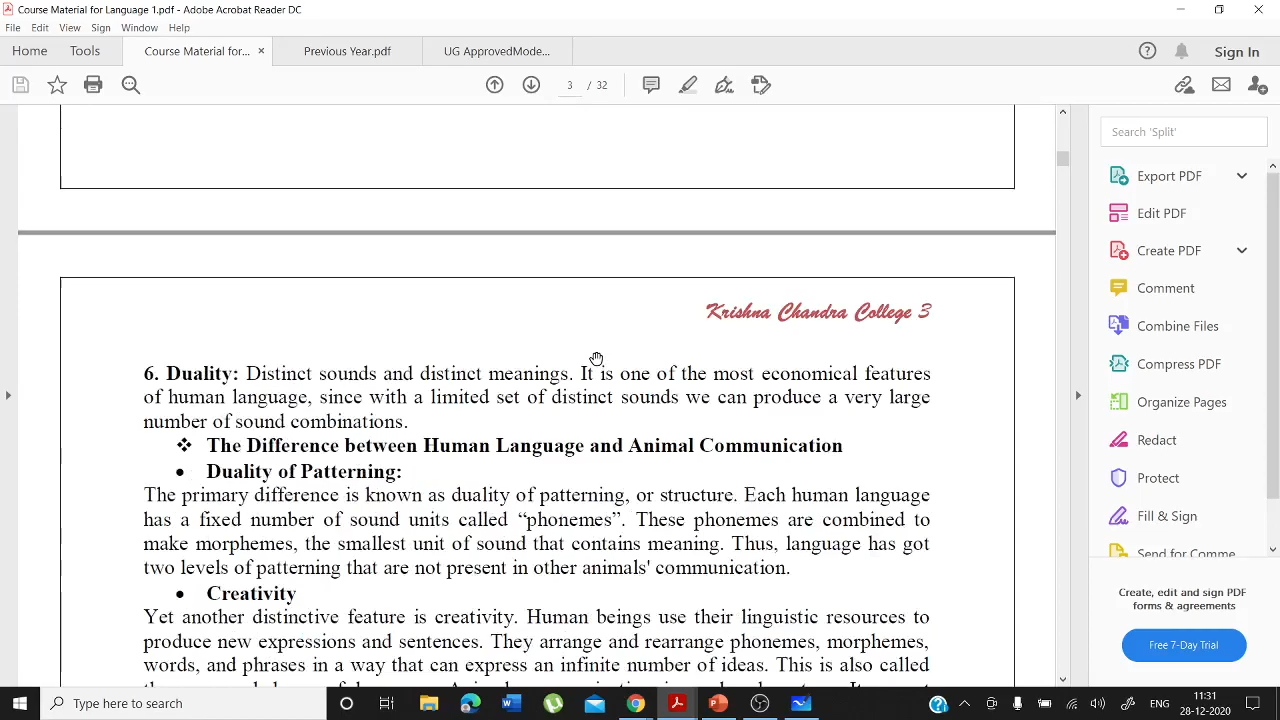 Course Material for Language 1.pdf - Adobe Acrobat Reader DC
File Edit View Sign Window Help
Home Tools Course Material for... × Previous Year.pdf UG ApprovedMode... Sign In
3 / 32
Search 'Split'
Export PDF
Edit PDF
Create PDF
Comment
Combine Files
Compress PDF
Organize Pages
Redact
Protect
Fill & Sign
Send for Comme
Create, edit and sign PDF
forms & agreements
Free 7-Day Trial
Krishna Chandra College 3
6. Duality: Distinct sounds and distinct meanings. It is one of the most economical features
of human language, since with a limited set of distinct sounds we can produce a very large
number of sound combinations.
❖ The Difference between Human Language and Animal Communication
• Duality of Patterning:
The primary difference is known as duality of patterning, or structure. Each human language
has a fixed number of sound units called “phonemes”. These phonemes are combined to
make morphemes, the smallest unit of sound that contains meaning. Thus, language has got
two levels of patterning that are not present in other animals' communication.
• Creativity
Yet another distinctive feature is creativity. Human beings use their linguistic resources to
produce new expressions and sentences. They arrange and rearrange phonemes, morphemes,
words, and phrases in a way that can express an infinite number of ideas. This is also called
Type here to search
ENG
11:31
28-12-2020